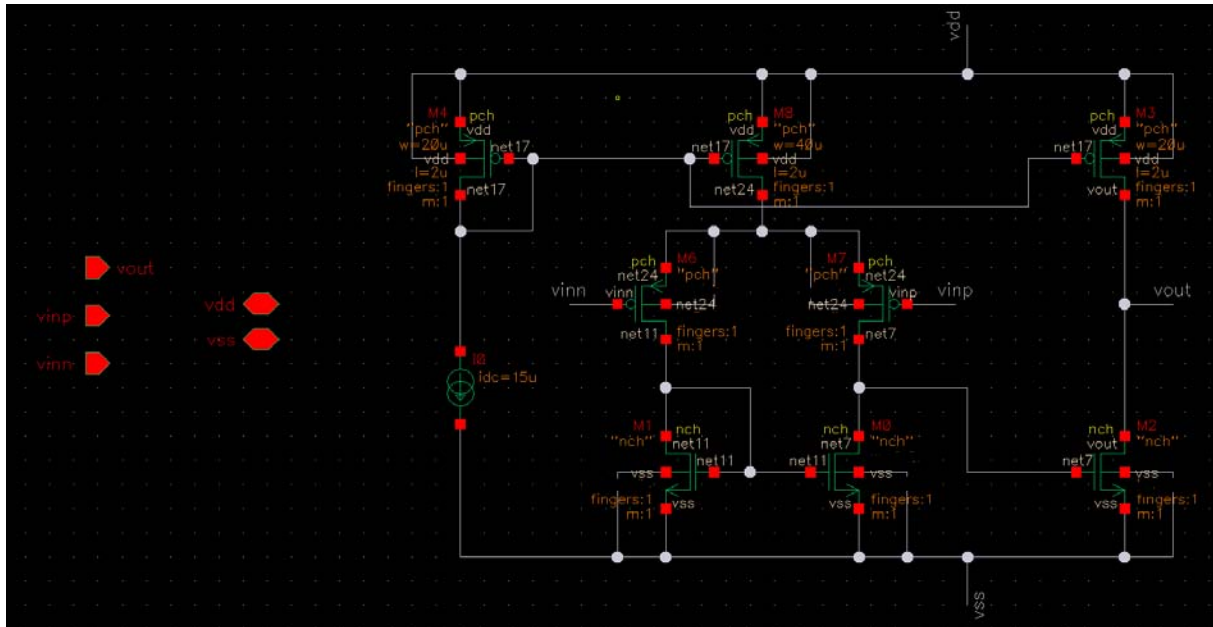 vdd
M4
pch
"pch"
vdd
w=20u
net17
vdd
l=2u
fingers:1
net17
m:1
M8
pch
"pch"
vdd
w=40u
net17
vdd
l=2u
net24
fingers:1
m:1
M3
pch
"pch"
vdd
w=20u
net17
vdd
l=2u
vout
fingers:1
m:1
vout
vinp
vinn
vdd
vss
I0
idc=15u
M6
pch
"pch"
net24
vinn
vinn
net24
net11
fingers:1
m:1
M7
pch
"pch"
net24
vinp
vinp
net24
net7
fingers:1
m:1
vout
M1
nch
"nch"
net11
net11
vss
fingers:1
vss
m:1
M0
nch
"nch"
net7
net11
vss
fingers:1
vss
m:1
M2
nch
"nch"
vout
net7
vss
fingers:1
vss
m:1
vss